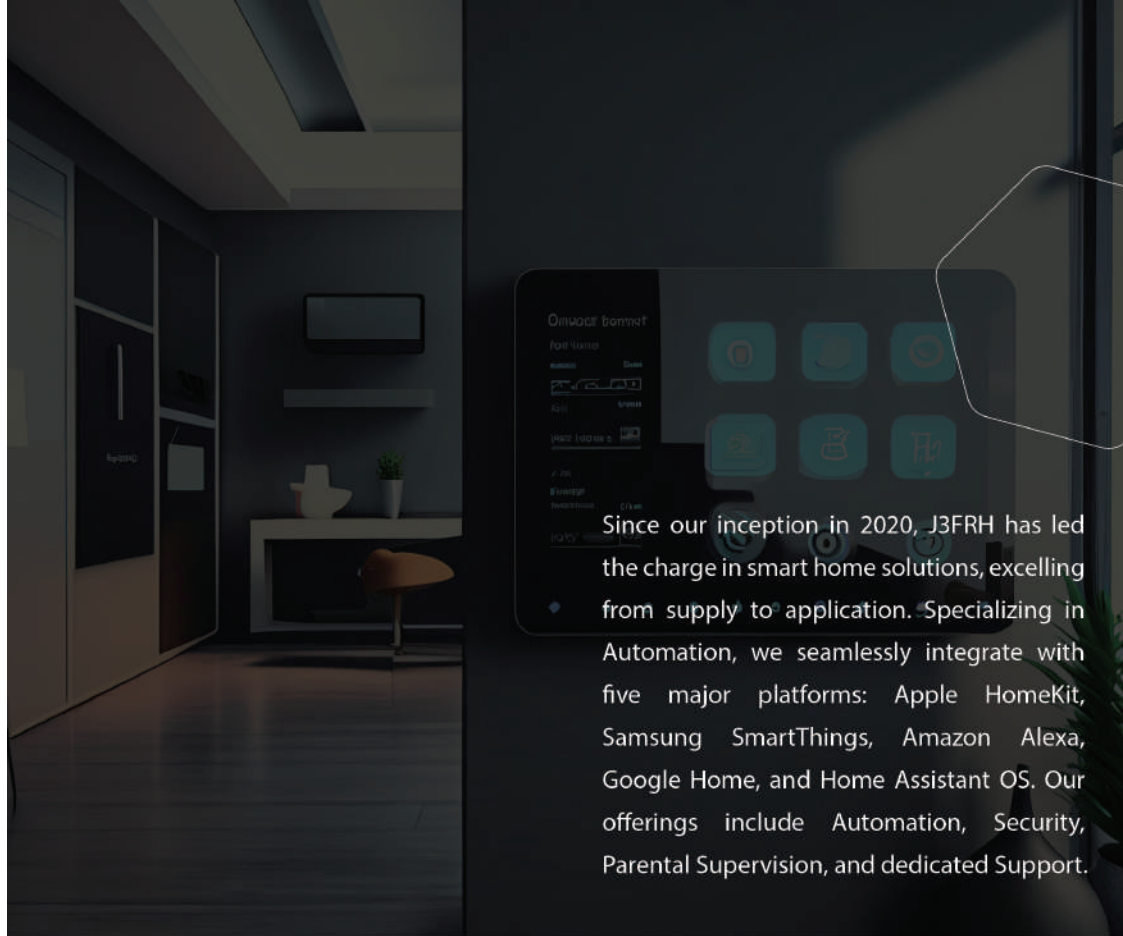 Since our inception in 2020, J3FRH has led
the charge in smart home solutions, excelling
from supply to application. Specializing in
Automation, we seamlessly integrate with
five major platforms: Apple HomeKit,
Samsung SmartThings, Amazon Alexa,
Google Home, and Home Assistant OS. Our
offerings include Automation, Security,
Parental Supervision, and dedicated Support.